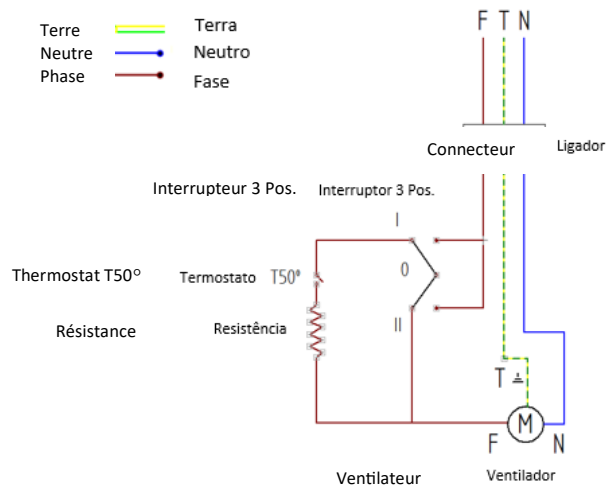 F T N
Terre Terra
Neutre Neutro
Phase Fase
Connecteur Ligador
Interrupteur 3 Pos. Interruptor 3 Pos.
I
0
Thermostat T50° Termostato T50°
Résistance Resistência II
T
M
F N
Ventilateur Ventilador